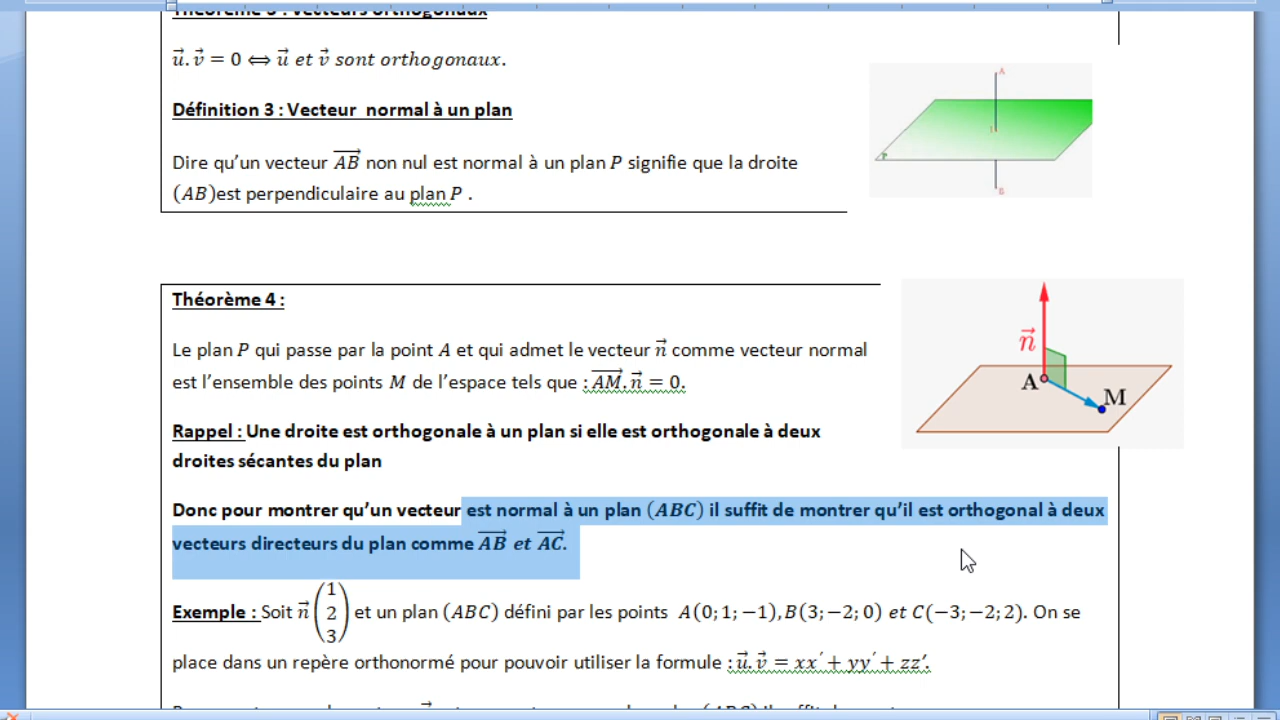 Théorème 3 : Vecteurs orthogonaux
u⃗.v⃗ = 0 ⟺ u⃗ et v⃗ sont orthogonaux.
Définition 3 : Vecteur normal à un plan
Dire qu’un vecteur AB⃗ non nul est normal à un plan P signifie que la droite
(AB)est perpendiculaire au plan P .
A
P
B
Théorème 4 :
Le plan P qui passe par la point A et qui admet le vecteur n⃗ comme vecteur normal
est l’ensemble des points M de l’espace tels que : AM⃗.n⃗ = 0.
n⃗
A
M
Rappel : Une droite est orthogonale à un plan si elle est orthogonale à deux
droites sécantes du plan
Donc pour montrer qu’un vecteur est normal à un plan (ABC) il suffit de montrer qu’il est orthogonal à deux
vecteurs directeurs du plan comme AB⃗ et AC⃗.
Exemple : Soit n⃗ (1 2 3) et un plan (ABC) défini par les points A(0; 1; −1), B(3; −2; 0) et C(−3; −2; 2). On se
place dans un repère orthonormé pour pouvoir utiliser la formule : u⃗.v⃗ = xx′ + yy′ + zz′.